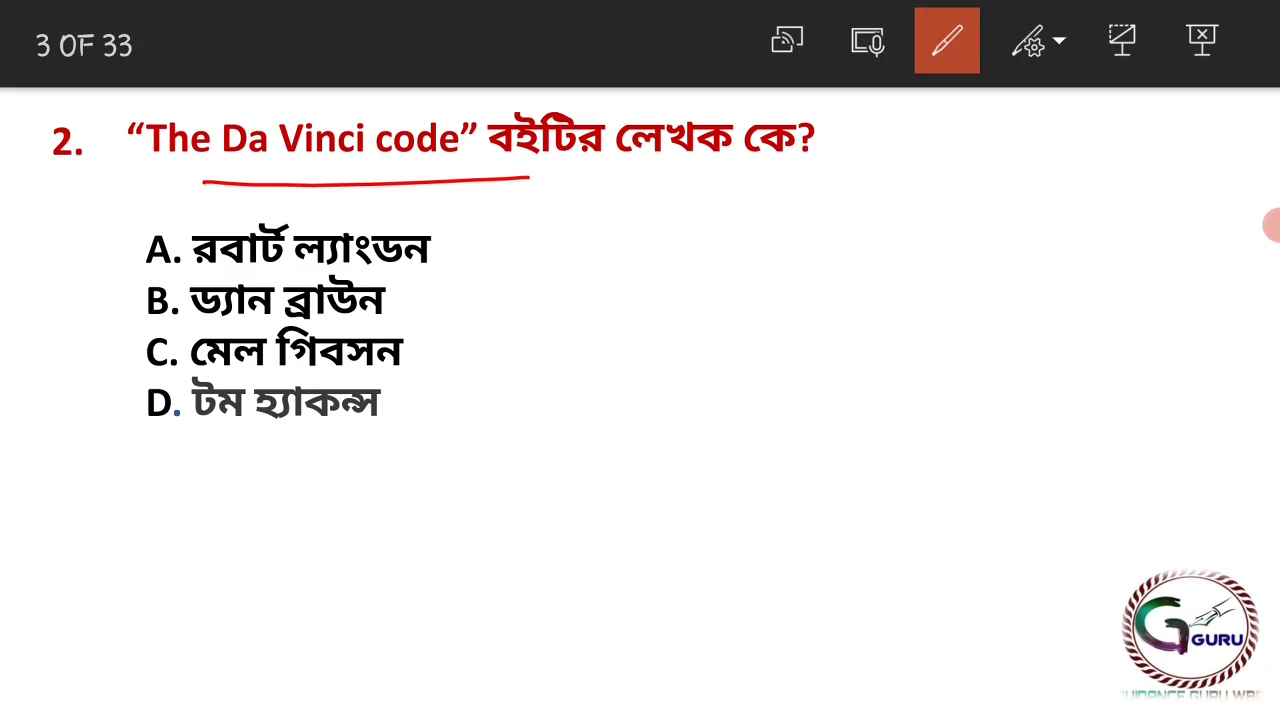 3 OF 33
2. “The Da Vinci code” বইটির লেখক কে?
A. রবার্ট ল্যাংডন
B. ড্যান ব্রাউন
C. মেল গিবসন
D. টম হ্যাকন্স
G GURU